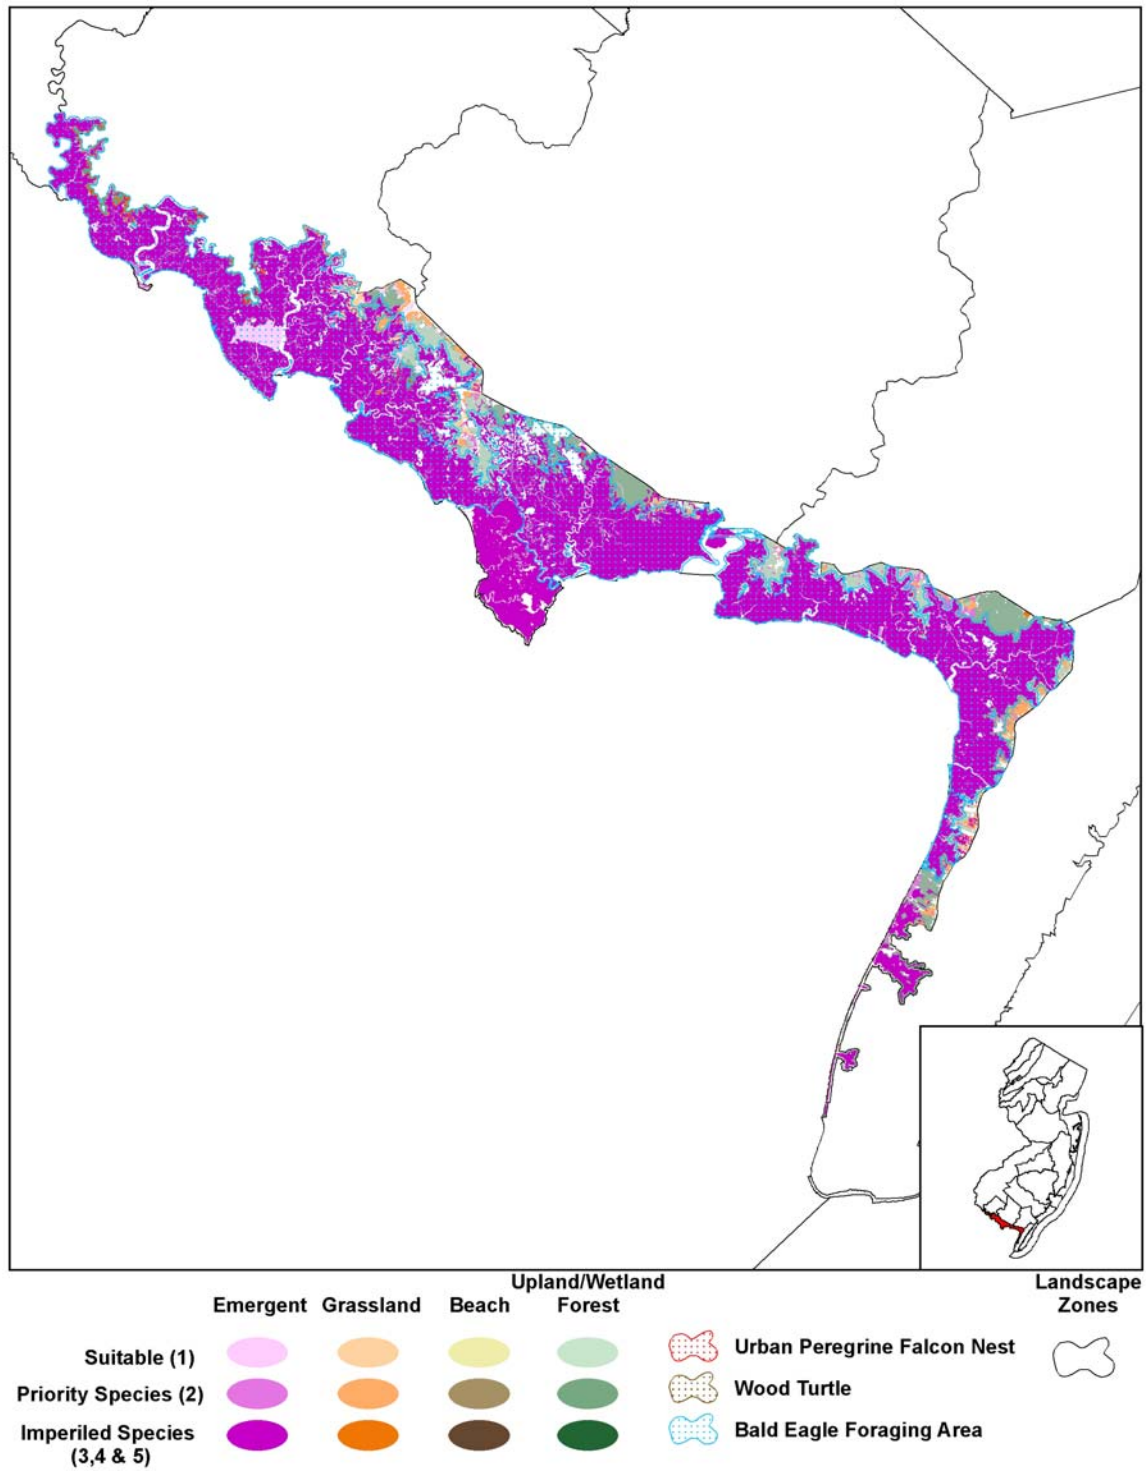 Upland/Wetland
Landscape
Emergent Grassland Beach Forest
Zones
Suitable (1)
Urban Peregrine Falcon Nest
Priority Species (2)
Wood Turtle
Imperiled Species
(3,4 & 5)
Bald Eagle Foraging Area